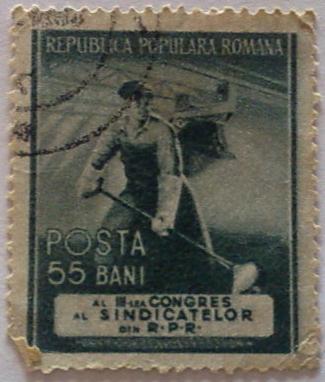 REPUBLICA POPULARA ROMANA
POSTA
55 BANI
AL III-LEA CONGRES
AL SINDICATELOR
DIN R•P•R•